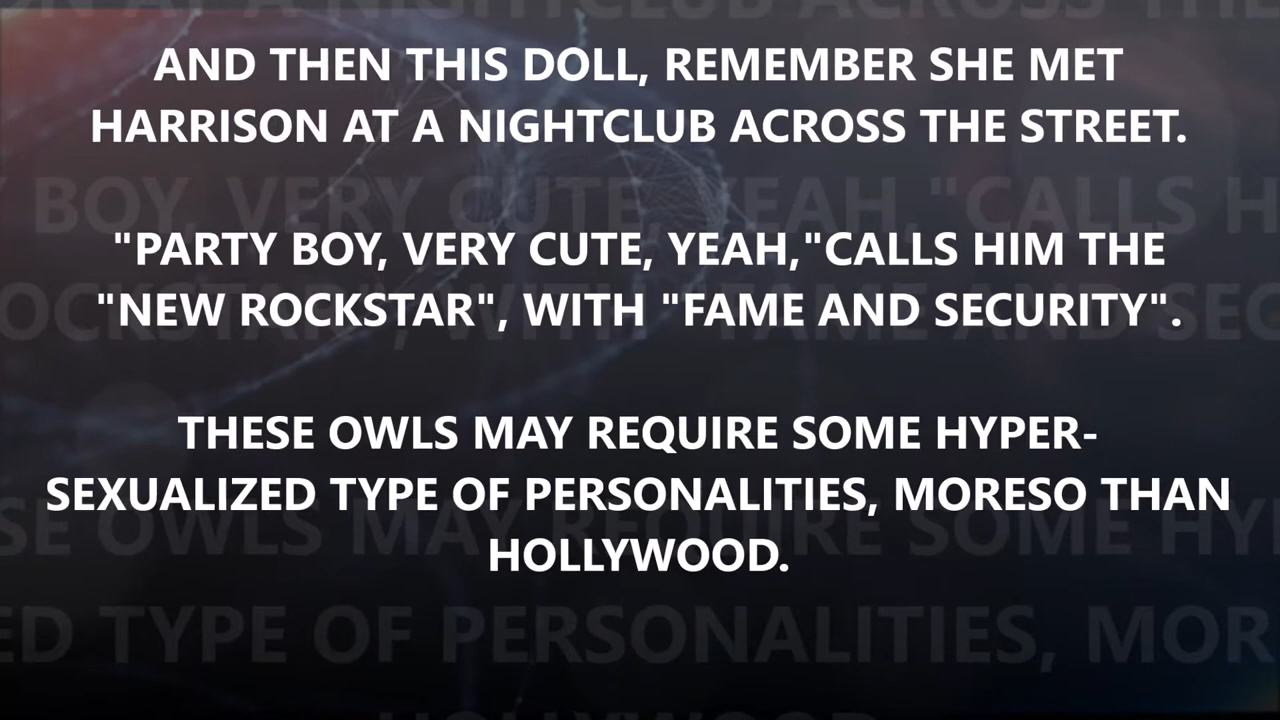 AND THEN THIS DOLL, REMEMBER SHE MET
HARRISON AT A NIGHTCLUB ACROSS THE STREET.
"PARTY BOY, VERY CUTE, YEAH,"CALLS HIM THE
"NEW ROCKSTAR", WITH "FAME AND SECURITY".
THESE OWLS MAY REQUIRE SOME HYPER-
SEXUALIZED TYPE OF PERSONALITIES, MORESO THAN
HOLLYWOOD.